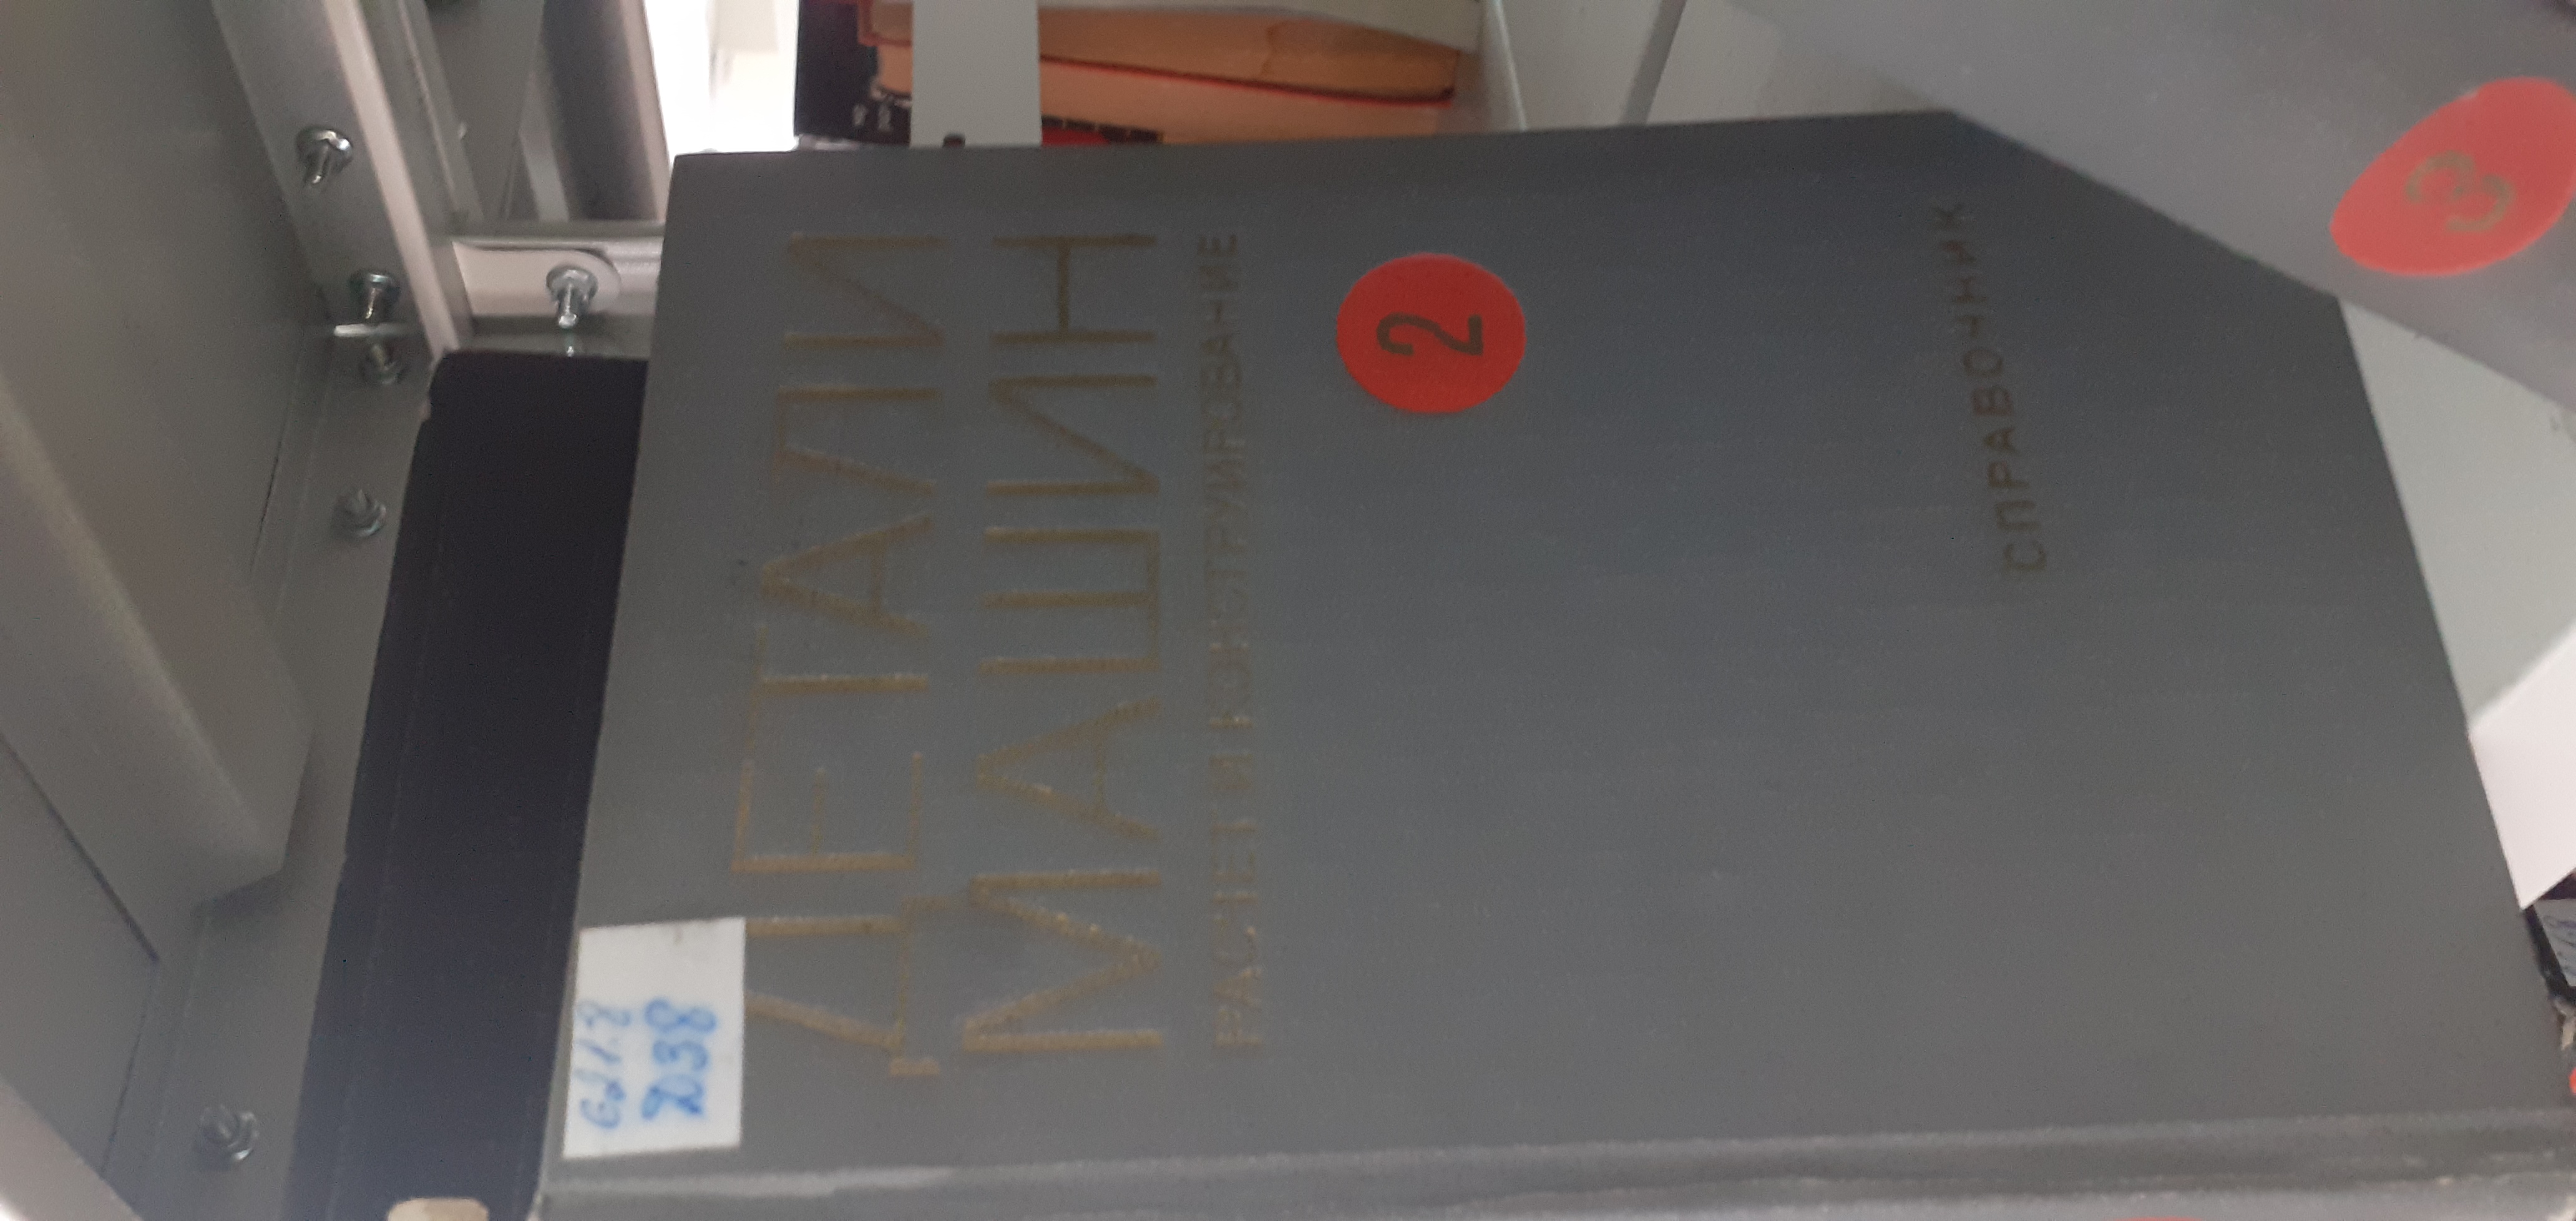 ДЕТАЛИ
МАШИН
РАСЧЕТ И КОНСТРУИРОВАНИЕ
2
СПРАВОЧНИК
2038
3